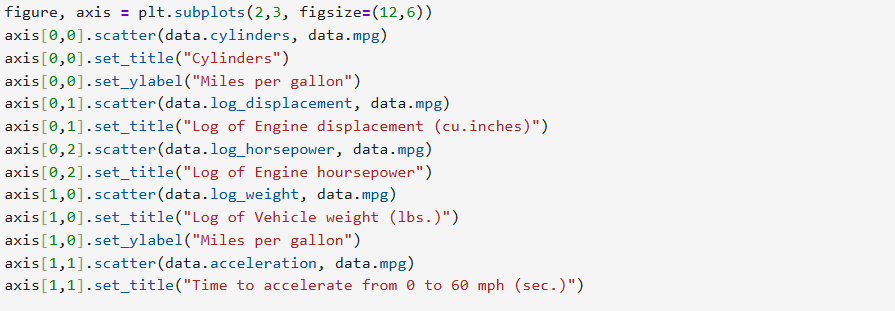 figure, axis = plt.subplots(2,3, figsize=(12,6))
axis[0,0].scatter(data.cylinders, data.mpg)
axis[0,0].set_title("Cylinders")
axis[0,0].set_ylabel("Miles per gallon")
axis[0,1].scatter(data.log_displacement, data.mpg)
axis[0,1].set_title("Log of Engine displacement (cu.inches)")
axis[0,2].scatter(data.log_horsepower, data.mpg)
axis[0,2].set_title("Log of Engine hoursepower")
axis[1,0].scatter(data.log_weight, data.mpg)
axis[1,0].set_title("Log of Vehicle weight (lbs.)")
axis[1,0].set_ylabel("Miles per gallon")
axis[1,1].scatter(data.acceleration, data.mpg)
axis[1,1].set_title("Time to accelerate from 0 to 60 mph (sec.)")